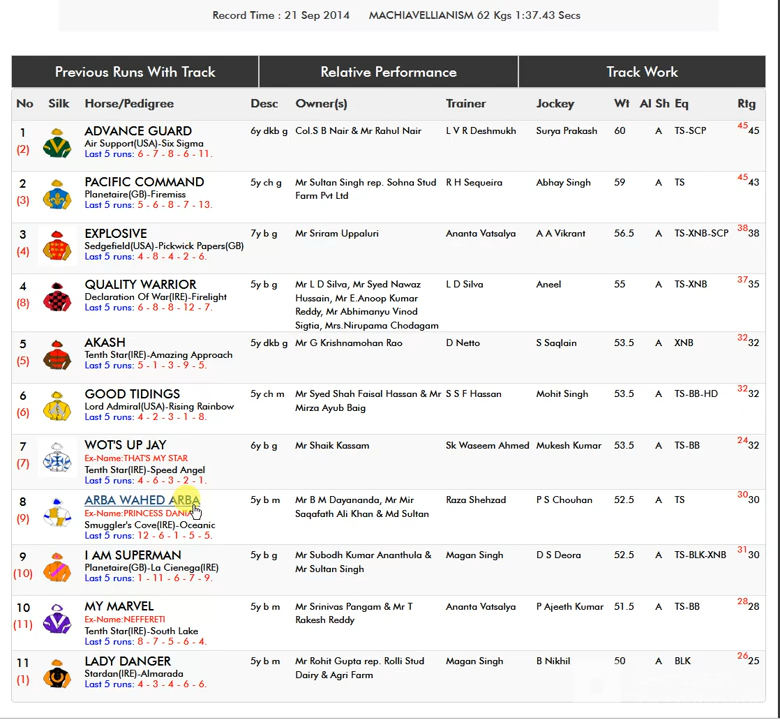 Record Time : 21 Sep 2014 MACHIAVELLIANISM 62 Kgs 1:37.43 Secs
Previous Runs With Track Relative Performance Track Work
No Silk Horse/Pedigree Desc Owner(s) Trainer Jockey Wt Al Sh Eq Rtg
1 ADVANCE GUARD 6y dkb g Col.S B Nair & Mr Rahul Nair L V R Deshmukh Surya Prakash 60 A TS-SCP 45 45
(2) Air Support(USA)-Six Sigma
Last 5 runs: 6 - 7 - 8 - 6 - 11.
2 PACIFIC COMMAND 5y ch g Mr Sultan Singh rep. Sohna Stud R H Sequeira Abhay Singh 59 A TS 45 43
(3) Planetaire(GB)-Firemiss Farm Pvt Ltd
Last 5 runs: 5 - 6 - 8 - 7 - 13.
3 EXPLOSIVE 7y b g Mr Sriram Uppaluri Ananta Vatsalya A A Vikrant 56.5 A TS-XNB-SCP 38 38
(4) Sedgefield(USA)-Pickwick Papers(GB)
Last 5 runs: 4 - 8 - 4 - 2 - 6.
4 QUALITY WARRIOR 5y b g Mr L D Silva, Mr Syed Nawaz L D Silva Aneel 55 A TS-XNB 37 35
(8) Declaration Of War(IRE)-Firelight Hussain, Mr E.Anoop Kumar
Last 5 runs: 6 - 8 - 8 - 12 - 7. Reddy, Mr Abhimanyu Vinod
Sigtia, Mrs.Nirupama Chodagam
5 AKASH 5y dkb g Mr G Krishnamohan Rao D Netto S Saqlain 53.5 A XNB 32 32
(5) Tenth Star(IRE)-Amazing Approach
Last 5 runs: 5 - 1 - 3 - 9 - 5.
6 GOOD TIDINGS 5y ch m Mr Syed Shah Faisal Hassan & Mr S S F Hassan Mohit Singh 53.5 A TS-BB-HD 32 32
(6) Lord Admiral(USA)-Rising Rainbow Mirza Ayub Baig
Last 5 runs: 4 - 2 - 3 - 1 - 8.
7 WOT'S UP JAY 6y b g Mr Shaik Kassam Sk Waseem Ahmed Mukesh Kumar 53.5 A TS-BB 24 32
(7) Ex-Name:THAT'S MY STAR
Tenth Star(IRE)-Speed Angel
Last 5 runs: 4 - 6 - 3 - 2 - 1.
8 ARBA WAHED ARBA 5y b m Mr B M Dayananda, Mr Mir Raza Shehzad P S Chouhan 52.5 A TS 30 30
(9) Ex-Name:PRINCESS DANIA Saqafath Ali Khan & Md Sultan
Smuggler's Cove(IRE)-Oceanic
Last 5 runs: 12 - 6 - 1 - 5 - 5.
9 I AM SUPERMAN 5y b g Mr Subodh Kumar Ananthula & Magan Singh D S Deora 52.5 A TS-BLK-XNB 31 30
(10) Planetaire(GB)-La Cienega(IRE) Mr Sultan Singh
Last 5 runs: 1 - 11 - 6 - 7 - 9.
10 MY MARVEL 5y b m Mr Srinivas Pangam & Mr T Ananta Vatsalya P Ajeeth Kumar 51.5 A TS-BB 28 28
(11) Ex-Name:NEFFERETI Rakesh Reddy
Tenth Star(IRE)-South Lake
Last 5 runs: 8 - 7 - 5 - 6 - 4.
11 LADY DANGER 5y b m Mr Rohit Gupta rep. Rolli Stud Magan Singh B Nikhil 50 A BLK 26 25
(1) Stardan(IRE)-Almarada Dairy & Agri Farm
Last 5 runs: 4 - 3 - 4 - 6 - 6.